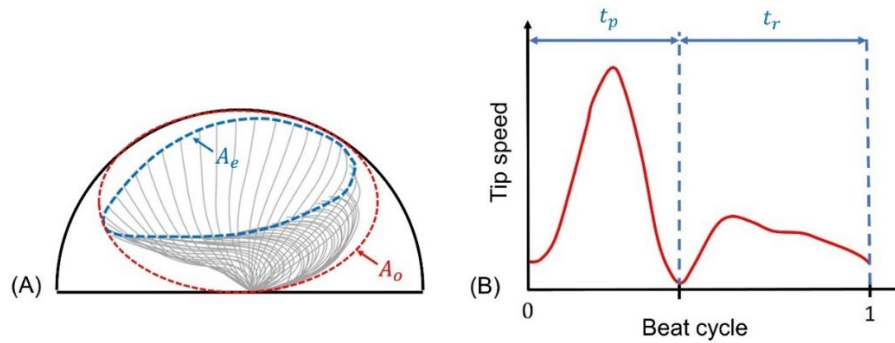 (A)
A_e
A_o
(B)
Tip speed
t_p
t_r
0
1
Beat cycle